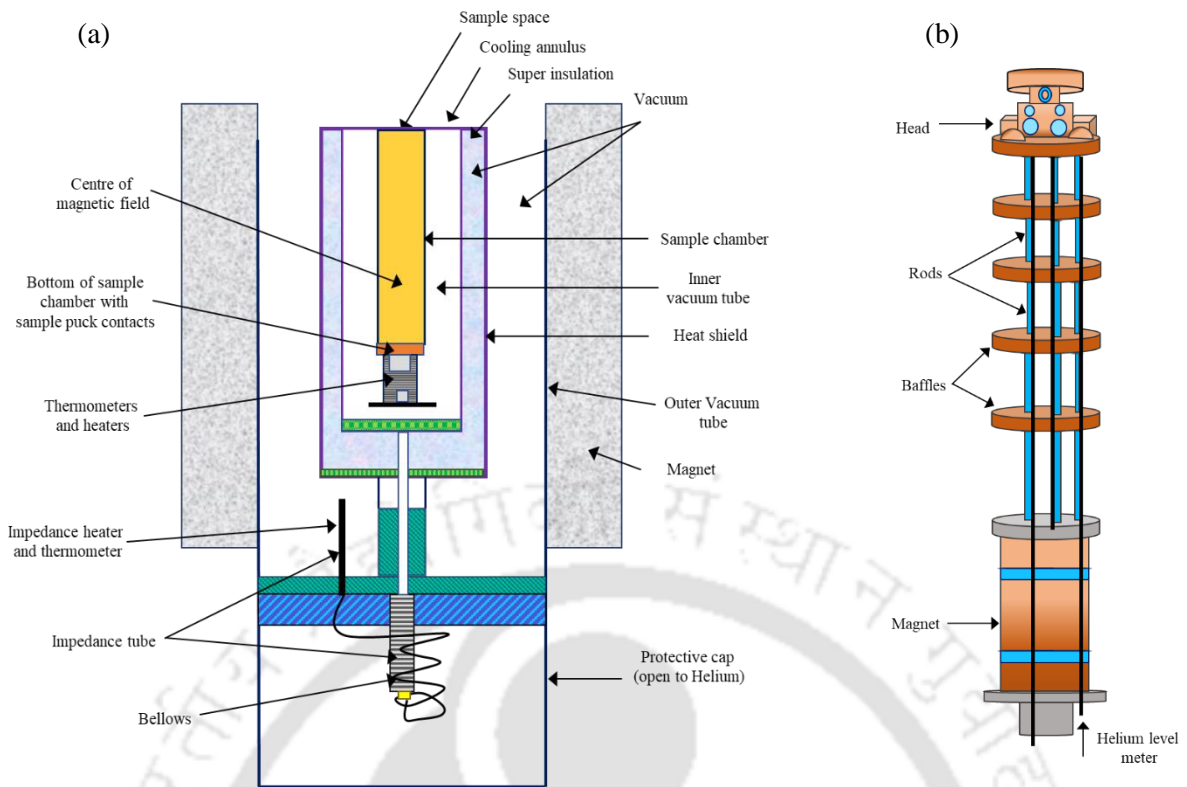 (a)
Sample space
Cooling annulus
Super insulation
Vacuum
Centre of
magnetic field
Sample chamber
Bottom of sample
chamber with
sample puck contacts
Inner
vacuum tube
Heat shield
Thermometers
and heaters
Outer Vacuum
tube
Magnet
Impedance heater
and thermometer
Impedance tube
Protective cap
(open to Helium)
Bellows
(b)
Head
Rods
Baffles
Magnet
Helium level
meter